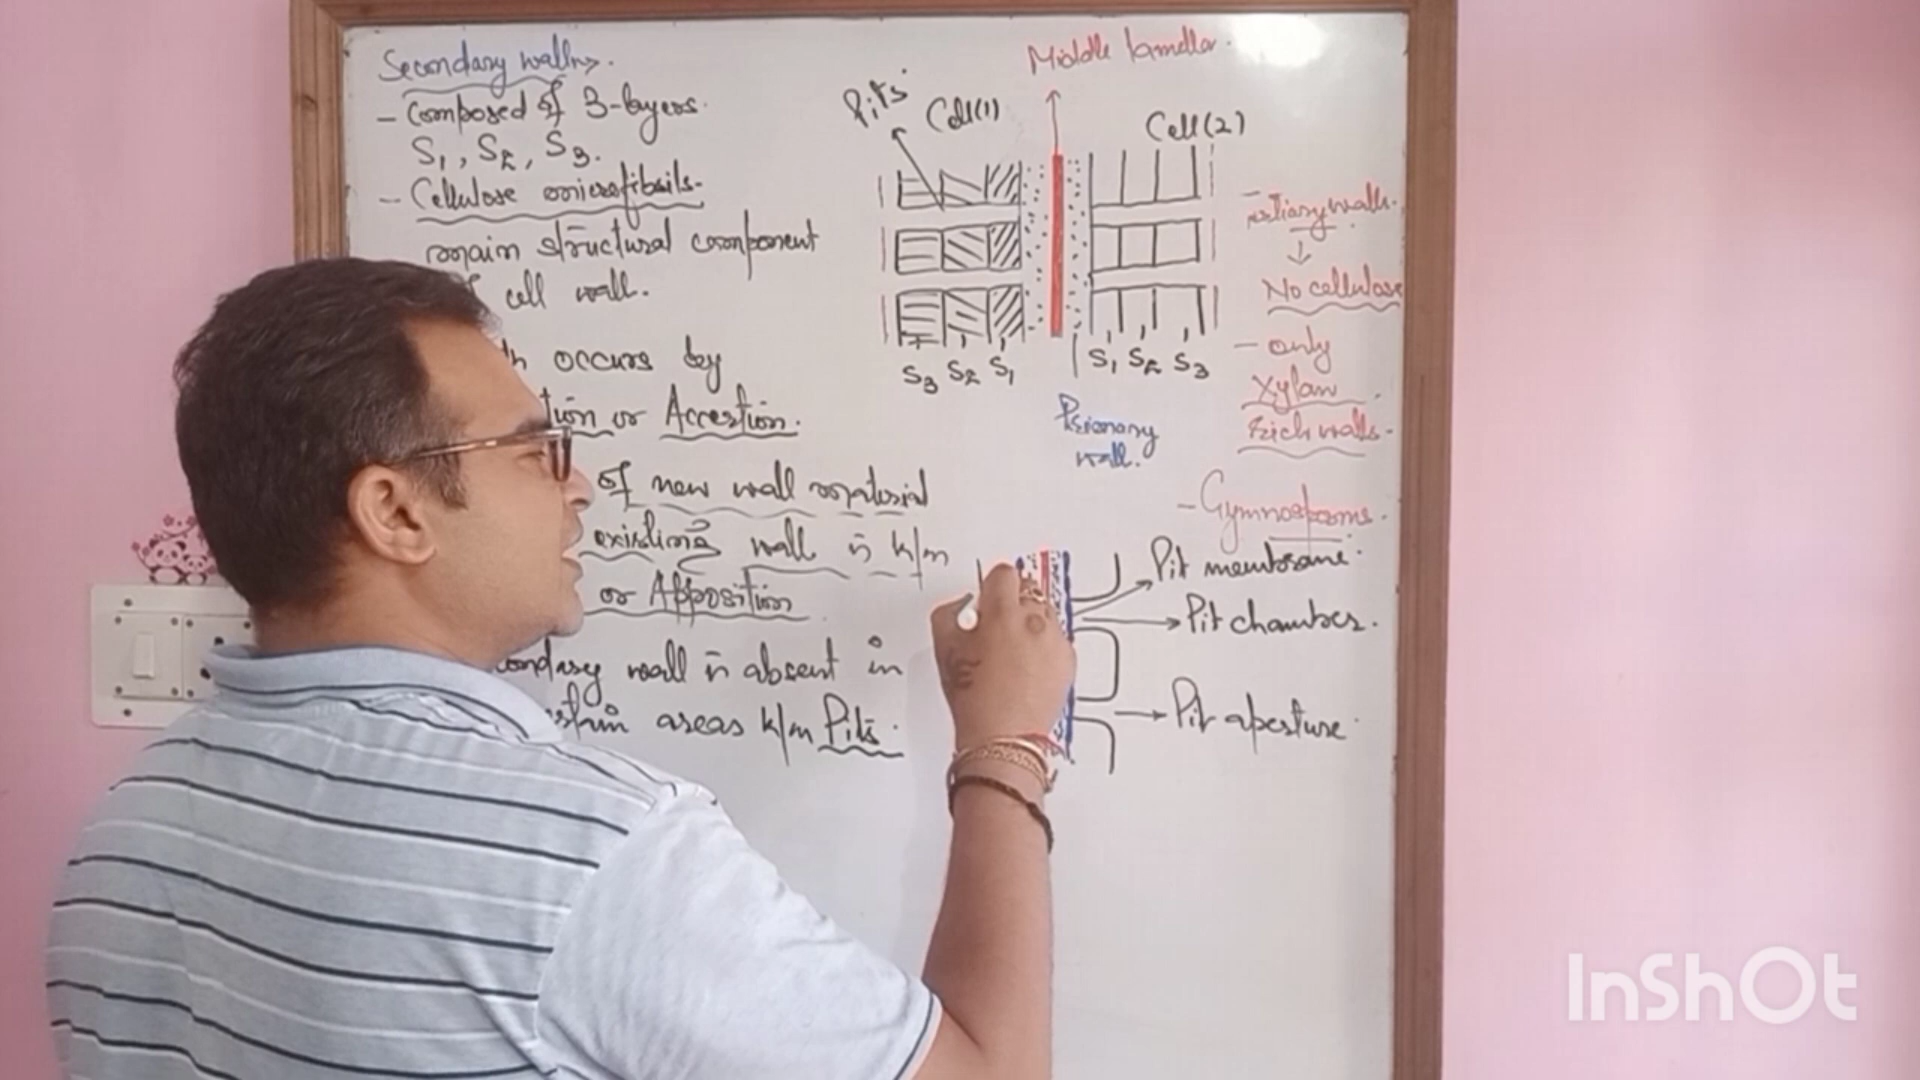 Secondary wall
- Composed of 3-layers.
S1, S2, S3.
- Cellulose microfibrils-
main structural component
cell wall.
occurs by
or Accretion.
of new wall material
existing wall is k/m
or Apposition
wall is absent in
areas k/m Pits.
Middle lamella.
Pits
Cell(1)
Cell(2)
S3 S2 S1
S1 S2 S3
Primary
wall.
- Tertiary walls.
No cellulose
- only
Xylan
Rich walls-
- Gymnosperms.
Pit membrane
Pit chamber.
Pit aperture
InShOt